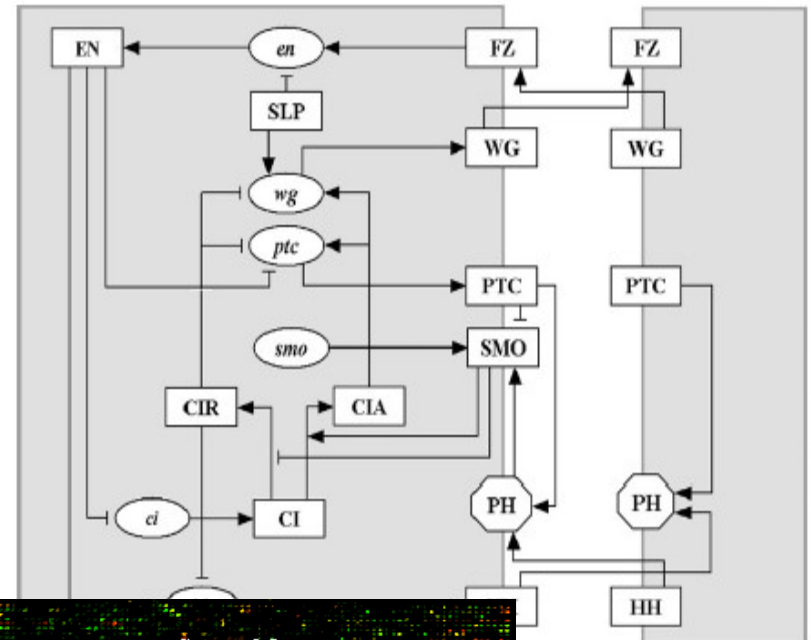 EN en FZ FZ
SLP
WG WG
wg
ptc
PTC PTC
smo SMO
CIR CIA
PH PH
ci CI
HH